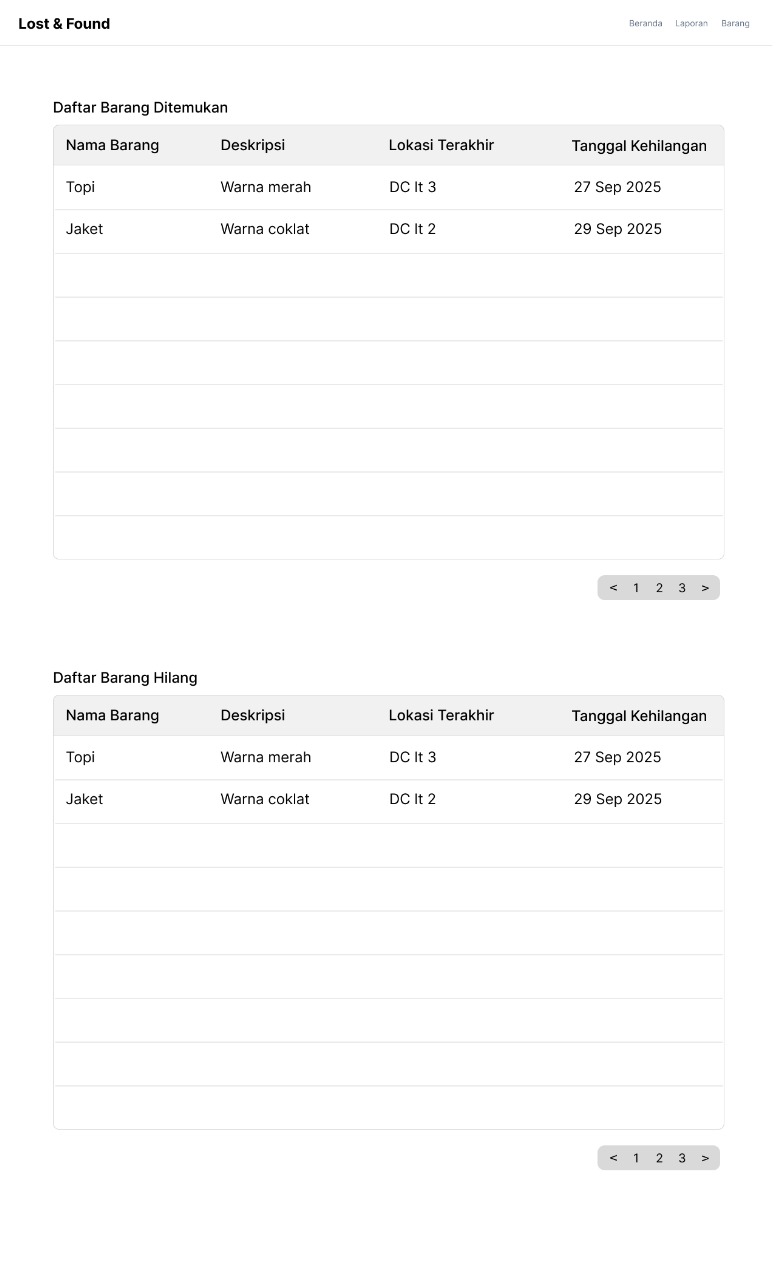 Lost & Found Beranda Laporan Barang
Daftar Barang Ditemukan
Nama Barang Deskripsi Lokasi Terakhir Tanggal Kehilangan
Topi Warna merah DC lt 3 27 Sep 2025
Jaket Warna coklat DC lt 2 29 Sep 2025
< 1 2 3 >
Daftar Barang Hilang
Nama Barang Deskripsi Lokasi Terakhir Tanggal Kehilangan
Topi Warna merah DC lt 3 27 Sep 2025
Jaket Warna coklat DC lt 2 29 Sep 2025
< 1 2 3 >